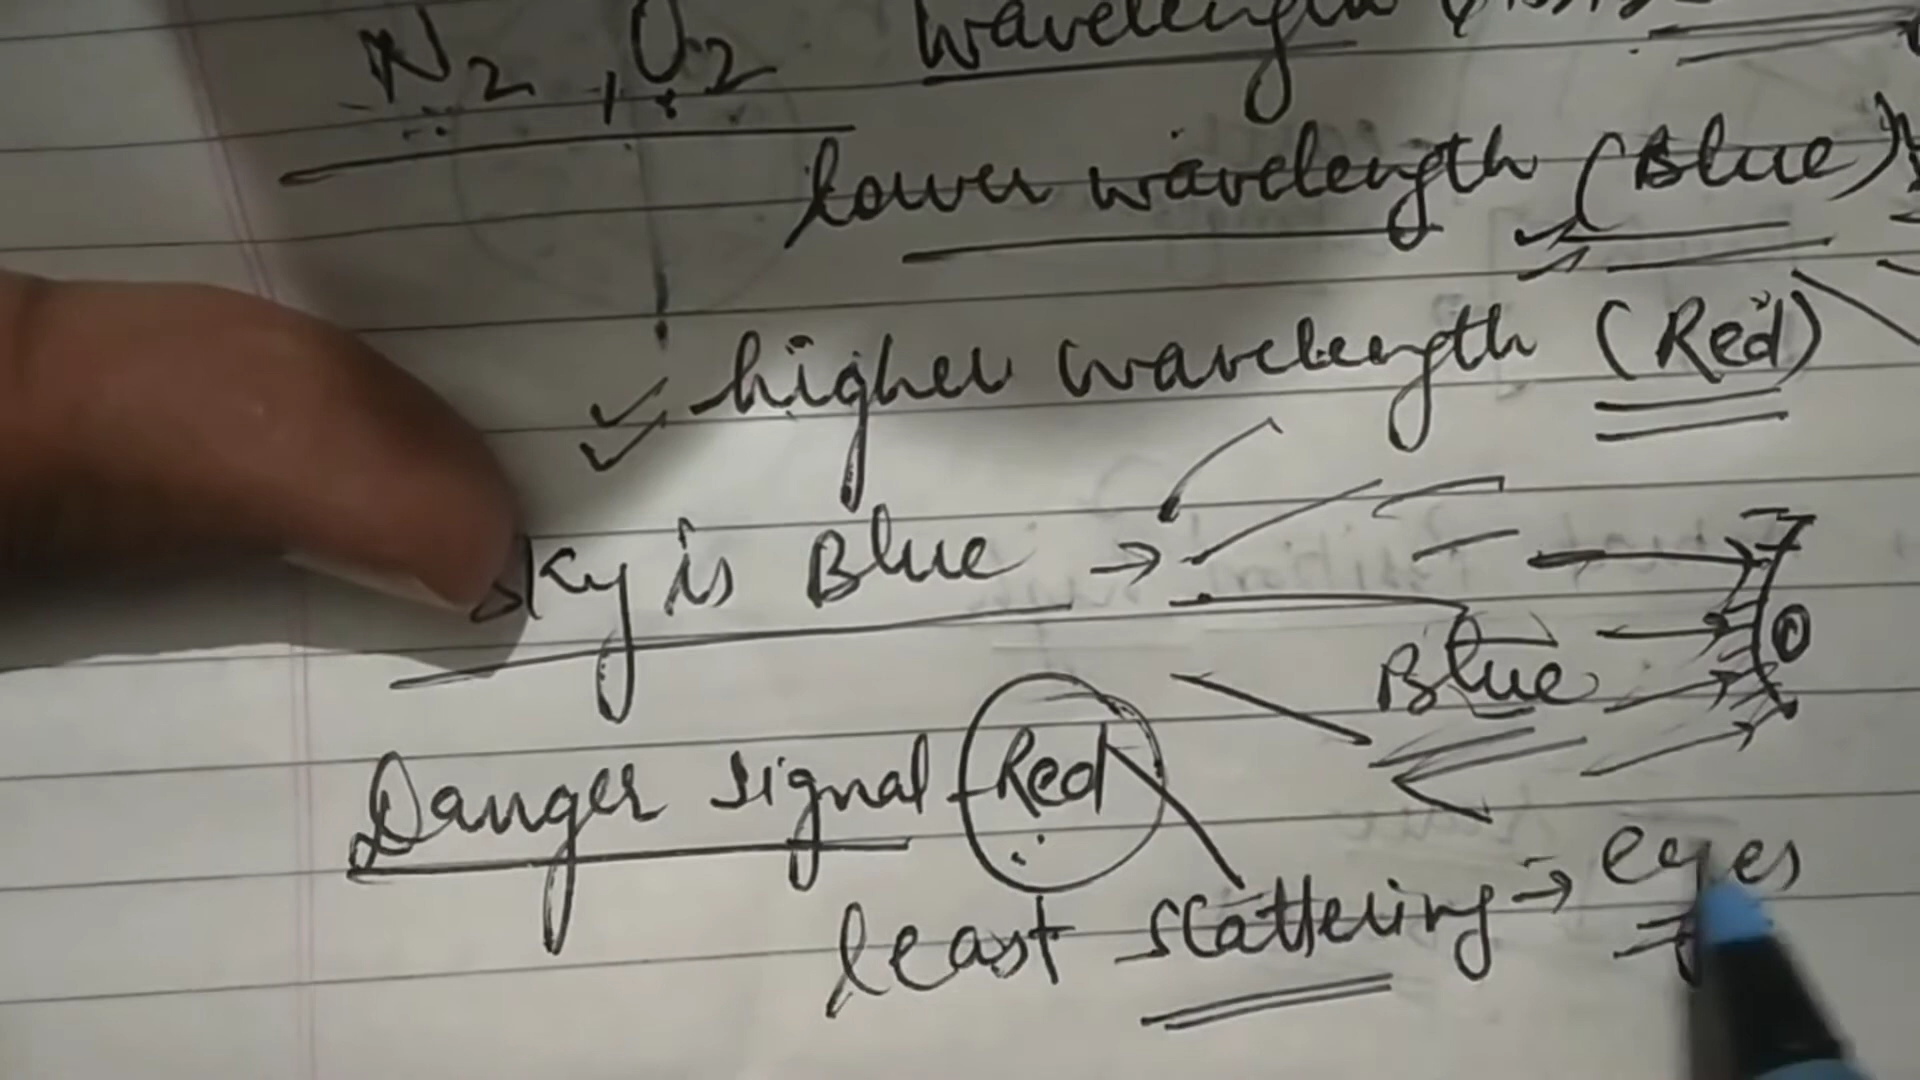 N2, O2 wavelength
lower wavelength (Blue)
higher wavelength (Red)
Sky is Blue →
Blue
Danger signal - Red
least scattering → eyes